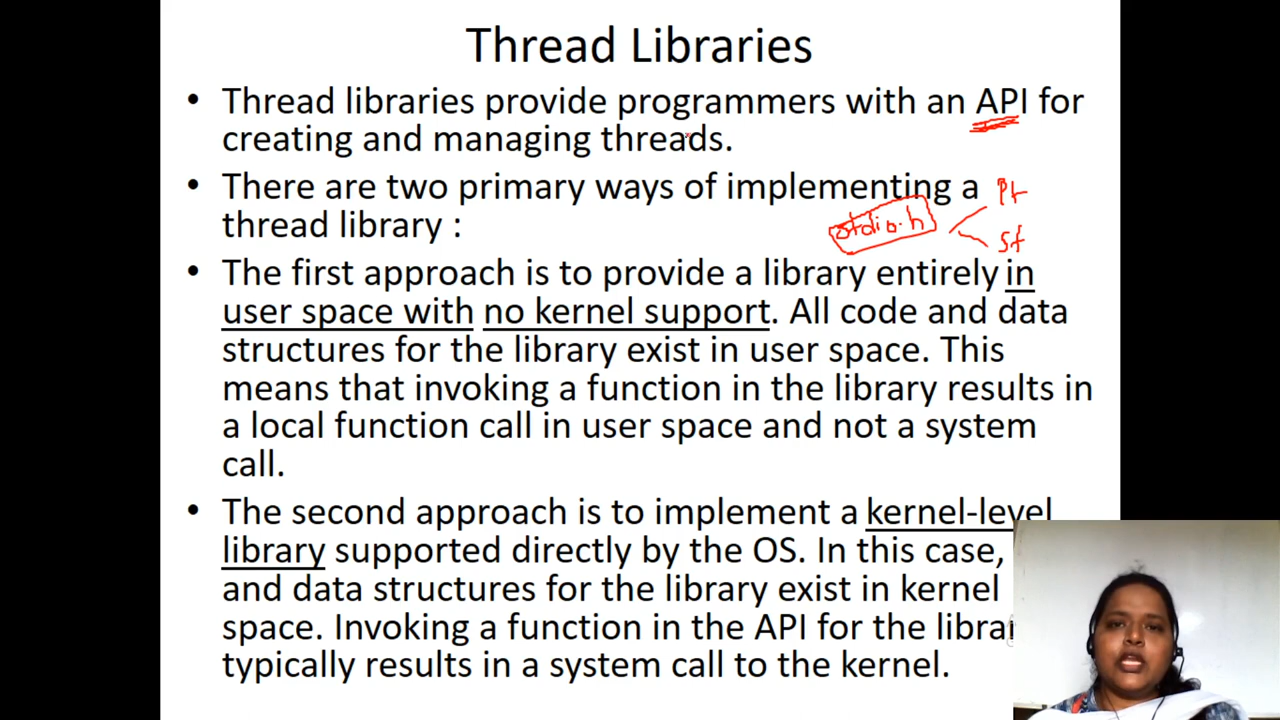 Thread Libraries
• Thread libraries provide programmers with an API for
creating and managing threads.
• There are two primary ways of implementing a
thread library :
Pf
stdio.h
Sf
• The first approach is to provide a library entirely in
user space with no kernel support. All code and data
structures for the library exist in user space. This
means that invoking a function in the library results in
a local function call in user space and not a system
call.
• The second approach is to implement a kernel-level
library supported directly by the OS. In this case,
and data structures for the library exist in kernel
space. Invoking a function in the API for the
typically results in a system call to the kernel.